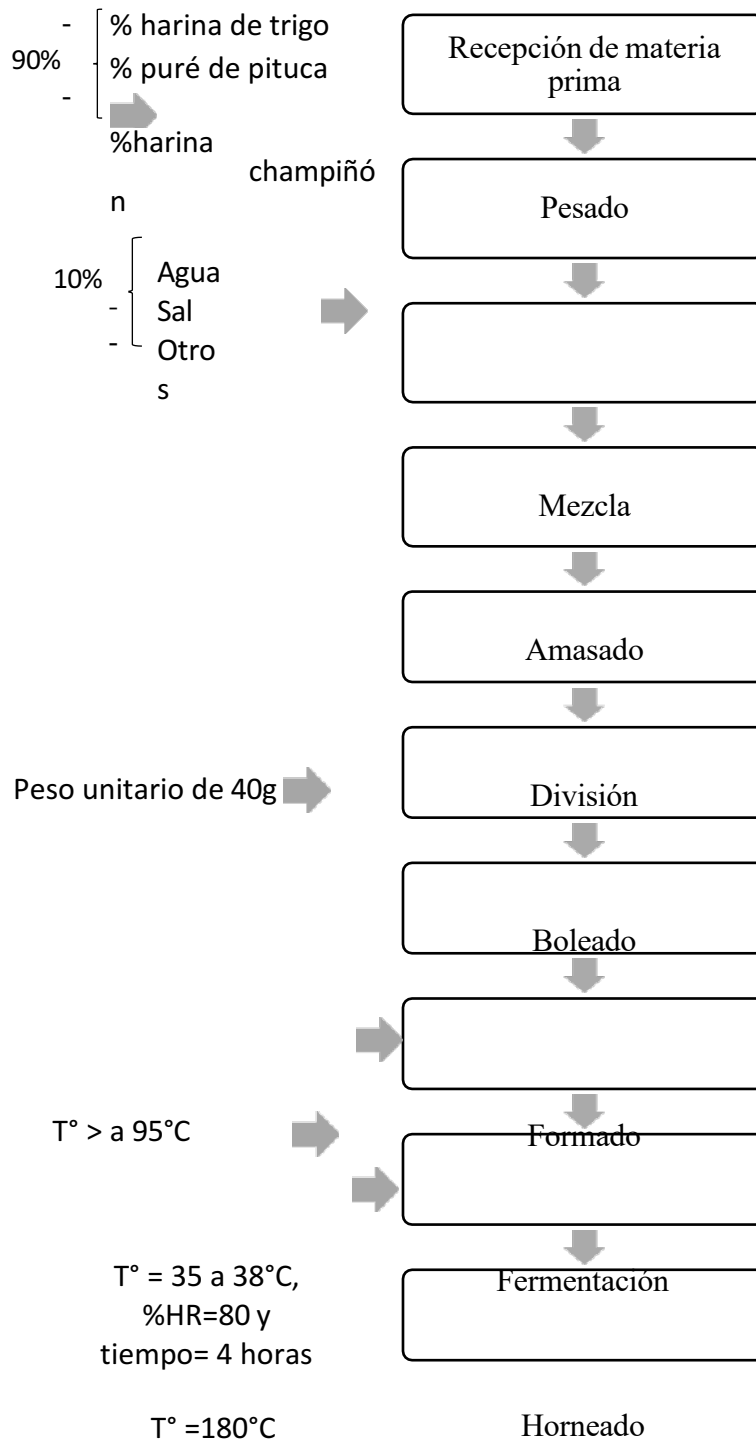 -
% harina de trigo
90%
% puré de pituca
-
%harina
champiñó
n
10%
Agua
- Sal
- Otro
s
Recepción de materia
prima
Pesado
Mezcla
Amasado
Peso unitario de 40g
División
Boleado
T° > a 95°C
Formado
T° = 35 a 38°C,
%HR=80 y
tiempo= 4 horas
Fermentación
T° =180°C
Horneado